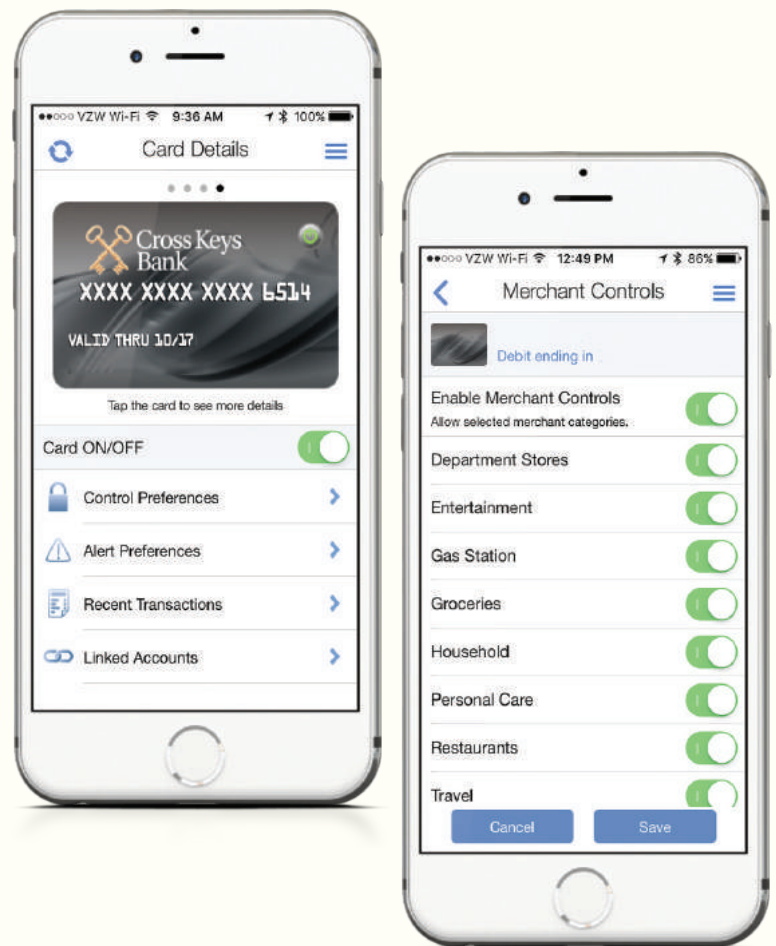 VZW Wi-Fi 9:36 AM 100%
Card Details
Cross Keys
Bank
XXXX XXXX XXXX 6514
VALID THRU 10/17
Tap the card to see more details
Card ON/OFF
Control Preferences
Alert Preferences
Recent Transactions
Linked Accounts
VZW Wi-Fi 12:49 PM 86%
Merchant Controls
Debit ending in
Enable Merchant Controls
Allow selected merchant categories.
Department Stores
Entertainment
Gas Station
Groceries
Household
Personal Care
Restaurants
Travel
Cancel Save